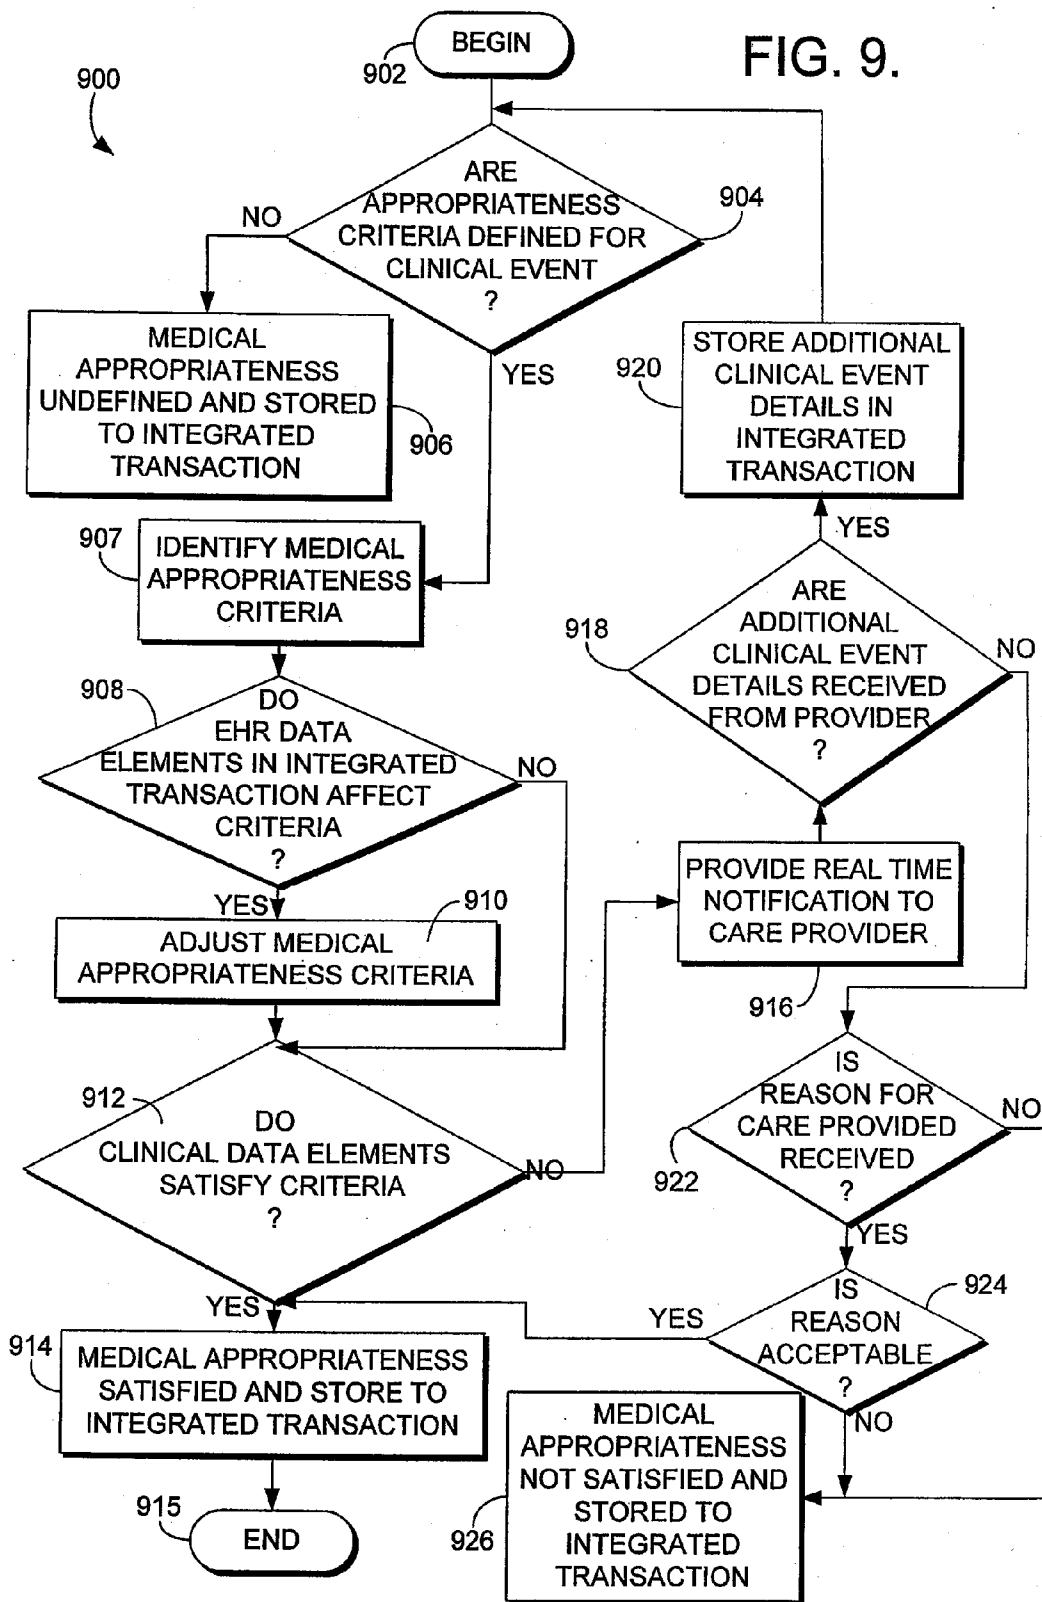 BEGIN
902
FIG. 9.
900
ARE
APPROPRIATENESS
CRITERIA DEFINED FOR
CLINICAL EVENT
?
904
NO
YES
MEDICAL
APPROPRIATENESS
UNDEFINED AND STORED
TO INTEGRATED
TRANSACTION
906
907
IDENTIFY MEDICAL
APPROPRIATENESS
CRITERIA
908
DO
EHR DATA
ELEMENTS IN INTEGRATED
TRANSACTION AFFECT
CRITERIA
?
NO
YES
910
ADJUST MEDICAL
APPROPRIATENESS CRITERIA
912
DO
CLINICAL DATA ELEMENTS
SATISFY CRITERIA
?
NO
YES
914
MEDICAL APPROPRIATENESS
SATISFIED AND STORE TO
INTEGRATED TRANSACTION
915
END
920
STORE ADDITIONAL
CLINICAL EVENT
DETAILS IN
INTEGRATED
TRANSACTION
YES
918
ARE
ADDITIONAL
CLINICAL EVENT
DETAILS RECEIVED
FROM PROVIDER
?
NO
PROVIDE REAL TIME
NOTIFICATION TO
CARE PROVIDER
916
IS
REASON FOR
CARE PROVIDED
RECEIVED
?
922
NO
YES
IS
REASON
ACCEPTABLE
?
924
YES
NO
MEDICAL
APPROPRIATENESS
NOT SATISFIED AND
STORED TO
INTEGRATED
TRANSACTION
926